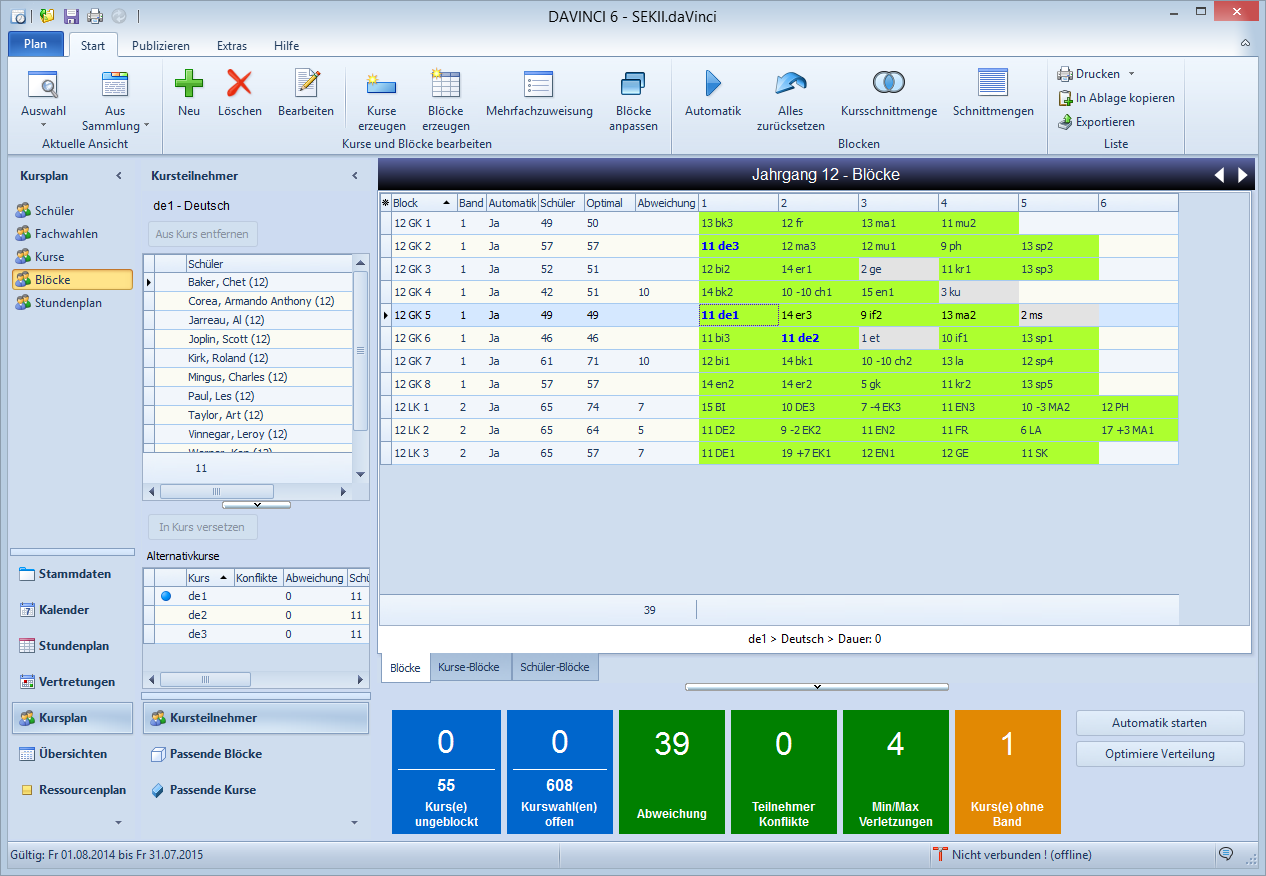 DAVINCI 6 - SEKII.daVinci
Plan Start Publizieren Extras Hilfe
Auswahl
Aus Sammlung
Aktuelle Ansicht
Neu
Löschen
Bearbeiten
Kurse erzeugen
Blöcke erzeugen
Mehrfachzuweisung
Blöcke anpassen
Kurse und Blöcke bearbeiten
Automatik
Alles zurücksetzen
Kursschnittmenge
Schnittmengen
Blocken
Drucken
In Ablage kopieren
Exportieren
Liste
Kursplan
Schüler
Fachwahlen
Kurse
Blöcke
Stundenplan
Stammdaten
Kalender
Stundenplan
Vertretungen
Kursplan
Übersichten
Ressourcenplan
Kursteilnehmer
de1 - Deutsch
Aus Kurs entfernen
Schüler
Baker, Chet (12)
Corea, Armando Anthony (12)
Jarreau, Al (12)
Joplin, Scott (12)
Kirk, Roland (12)
Mingus, Charles (12)
Paul, Les (12)
Taylor, Art (12)
Vinnegar, Leroy (12)
11
In Kurs versetzen
Alternativkurse
Kurs Konflikte Abweichung Schü
de1 0 11
de2 0 11
de3 0 11
Kursteilnehmer
Passende Blöcke
Passende Kurse
Jahrgang 12 - Blöcke
Block Band Automatik Schüler Optimal Abweichung 1 2 3 4 5 6
12 GK 1 1 Ja 49 50 13 bk3 12 fr 13 ma1 11 mu2
12 GK 2 1 Ja 57 57 11 de3 12 ma3 12 mu1 9 ph 13 sp2
12 GK 3 1 Ja 52 51 12 bi2 14 er1 2 ge 11 kr1 13 sp3
12 GK 4 1 Ja 42 51 10 14 bk2 10 -10 ch1 15 en1 3 ku
12 GK 5 1 Ja 49 49 11 de1 14 er3 9 if2 13 ma2 2 ms
12 GK 6 1 Ja 46 46 11 bi3 11 de2 1 et 10 if1 13 sp1
12 GK 7 1 Ja 61 71 10 12 bi1 14 bk1 10 -10 ch2 13 la 12 sp4
12 GK 8 1 Ja 57 57 14 en2 14 er2 5 gk 11 kr2 13 sp5
12 LK 1 2 Ja 65 74 7 15 BI 10 DE3 7 -4 EK3 11 EN3 10 -3 MA2 12 PH
12 LK 2 2 Ja 65 64 5 11 DE2 9 -2 EK2 11 EN2 11 FR 6 LA 17 +3 MA1
12 LK 3 2 Ja 65 57 7 11 DE1 19 +7 EK1 12 EN1 12 GE 11 SK
39
de1 > Deutsch > Dauer: 0
Blöcke Kurse-Blöcke Schüler-Blöcke
0
55
Kurs(e)
ungeblockt
0
608
Kurswahl(en)
offen
39
Abweichung
0
Teilnehmer
Konflikte
4
Min/Max
Verletzungen
1
Kurs(e) ohne
Band
Automatik starten
Optimiere Verteilung
Gültig: Fr 01.08.2014 bis Fr 31.07.2015
Nicht verbunden ! (offline)